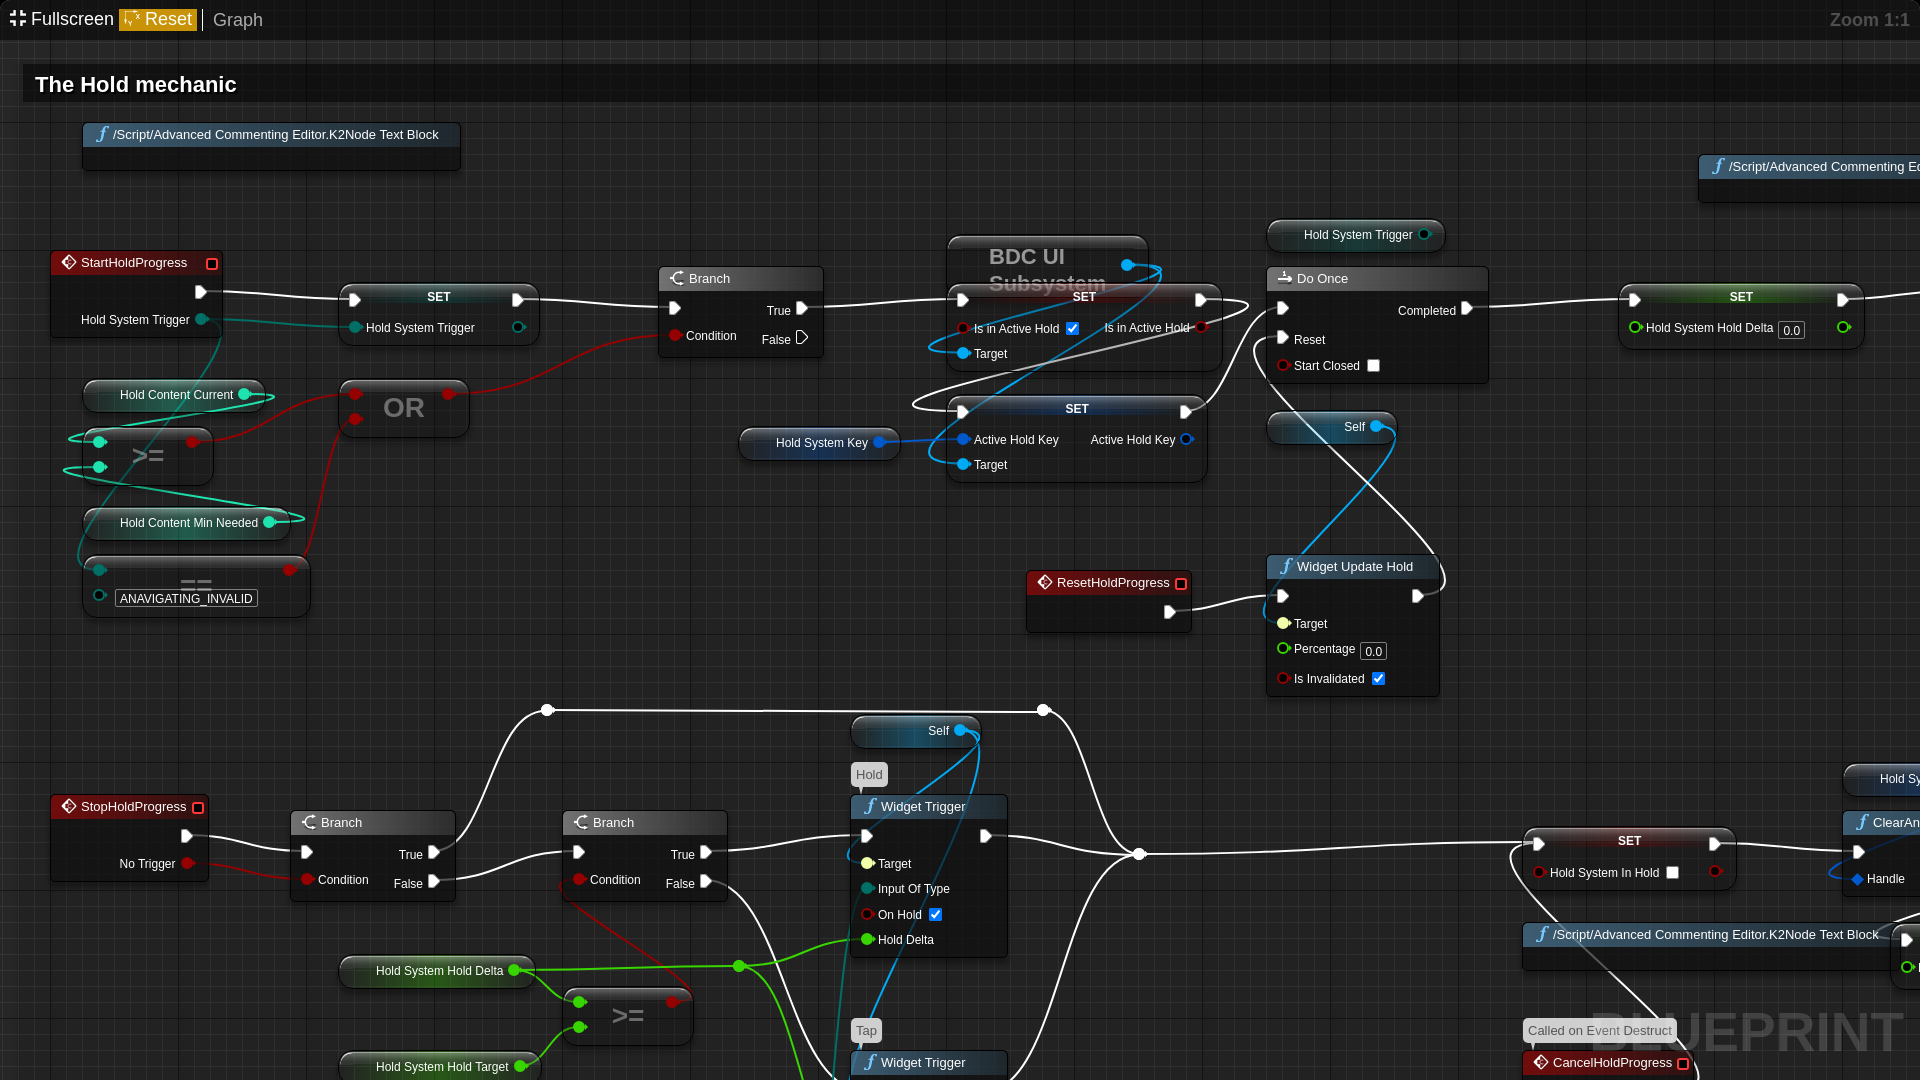 Fullscreen Reset Graph Zoom 1:1
The Hold mechanic
/Script/Advanced Commenting Editor.K2Node Text Block
/Script/Advanced Commenting Ed
Hold System Trigger
StartHoldProgress
Hold System Trigger
SET
Hold System Trigger
Branch
True
Condition
False
BDC UI
Subsystem
SET
Is in Active Hold
Is in Active Hold
Target
Do Once
Completed
Reset
Start Closed
SET
Hold System Hold Delta 0.0
Hold Content Current
OR
>=
Hold Content Min Needed
==
ANAVIGATING_INVALID
Hold System Key
SET
Active Hold Key
Active Hold Key
Target
Self
ResetHoldProgress
Widget Update Hold
Target
Percentage 0.0
Is Invalidated
Self
Hold
StopHoldProgress
No Trigger
Branch
True
Condition
False
Branch
True
Condition
False
Widget Trigger
Target
Input Of Type
On Hold
Hold Delta
Hold Sy
SET
Hold System In Hold
ClearAn
Handle
/Script/Advanced Commenting Editor.K2Node Text Block
Hold System Hold Delta
>=
Hold System Hold Target
Tap
Widget Trigger
Called on Event Destruct
CancelHoldProgress
BLUEPRINT